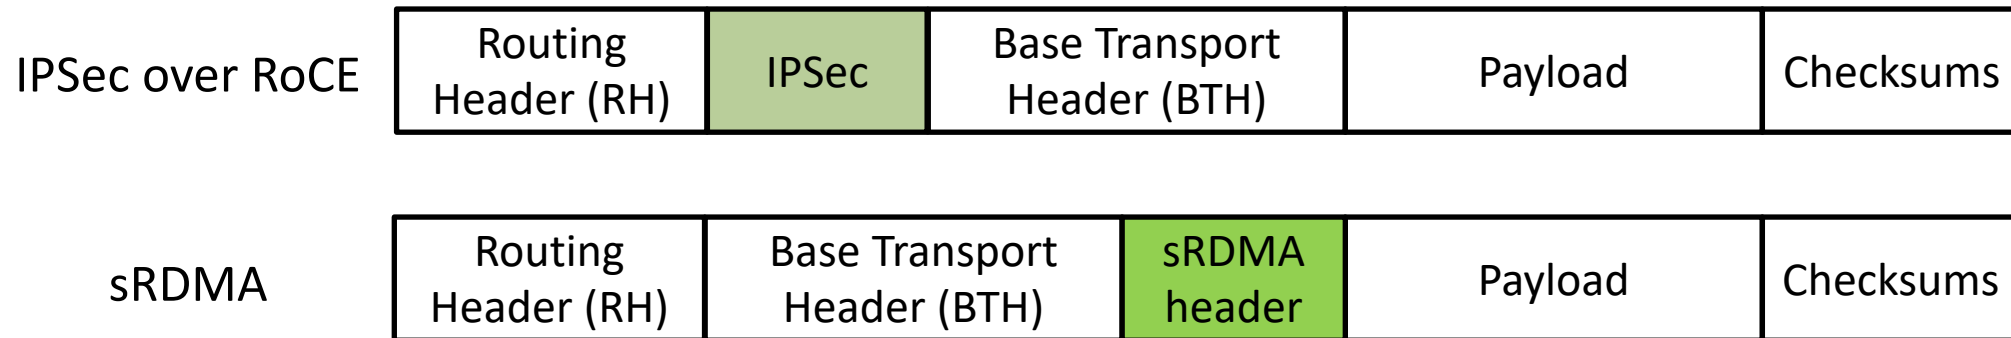 IPSec over RoCE
Routing
Header (RH)
IPSec
Base Transport
Header (BTH)
Payload
Checksums
sRDMA
Routing
Header (RH)
Base Transport
Header (BTH)
sRDMA
header
Payload
Checksums